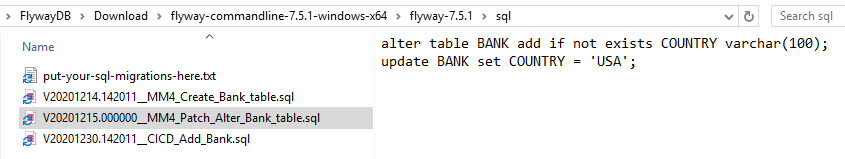 FlywayDB > Download > flyway-commandline-7.5.1-windows-x64 > flyway-7.5.1 > sql
Search sql
Name
put-your-sql-migrations-here.txt
V20201214.142011__MM4_Create_Bank_table.sql
V20201215.000000__MM4_Patch_Alter_Bank_table.sql
V20201230.142011__CICD_Add_Bank.sql
alter table BANK add if not exists COUNTRY varchar(100);
update BANK set COUNTRY = 'USA';